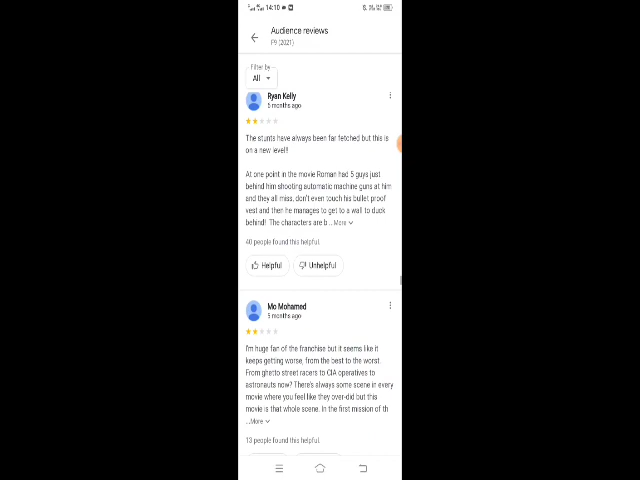 14:10
Audience reviews
F9 (2021)
Filter by
All
Ryan Kelly
5 months ago
The stunts have always been far fetched but this is
on a new level!!
At one point in the movie Roman had 5 guys just
behind him shooting automatic machine guns at him
and they all miss, don't even touch his bullet proof
vest and then he manages to get to a wall to duck
behind! The characters are b ... More
40 people found this helpful.
Helpful
Unhelpful
Mo Mohamed
5 months ago
I'm huge fan of the franchise but it seems like it
keeps getting worse, from the best to the worst.
From ghetto street racers to CIA operatives to
astronauts now? There's always some scene in every
movie where you feel like they over-did but this
movie is that whole scene. In the first mission of th
...More
13 people found this helpful.